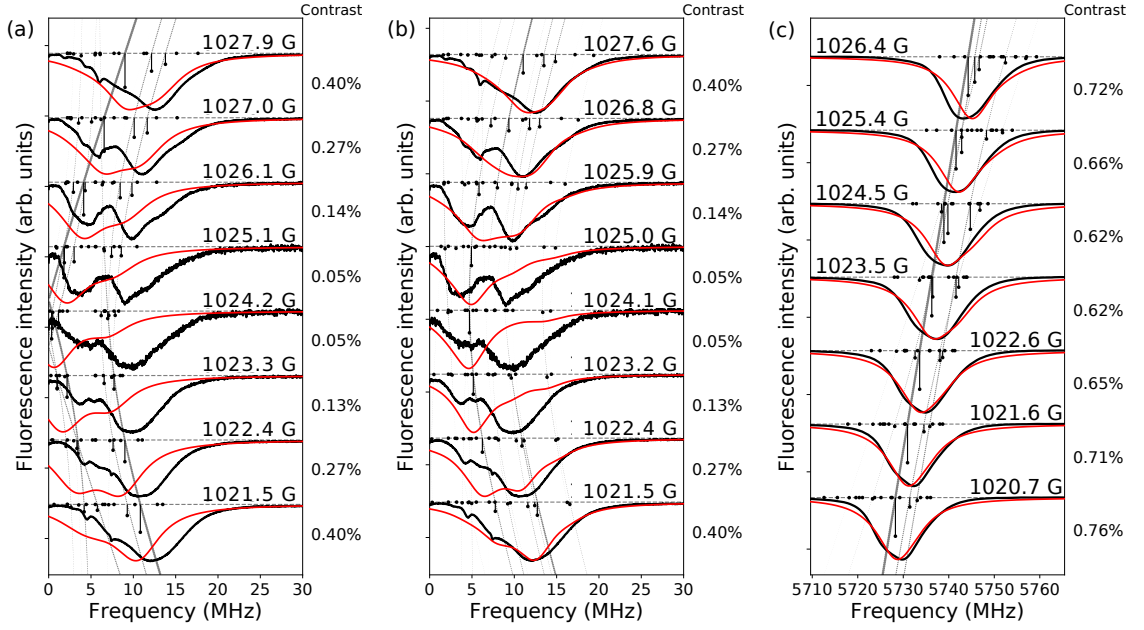 Contrast
Contrast
Contrast
(a)
(b)
(c)
1027.9 G
0.40%
1027.0 G
0.27%
1026.1 G
0.14%
1025.1 G
0.05%
1024.2 G
0.05%
1023.3 G
0.13%
1022.4 G
0.27%
1021.5 G
0.40%
Fluorescence intensity (arb. units)
0 5 10 15 20 25 30
Frequency (MHz)
1027.6 G
0.40%
1026.8 G
0.27%
1025.9 G
0.14%
1025.0 G
0.05%
1024.1 G
0.05%
1023.2 G
0.13%
1022.4 G
0.27%
1021.5 G
0.40%
Fluorescence intensity (arb. units)
0 5 10 15 20 25 30
Frequency (MHz)
1026.4 G
0.72%
1025.4 G
0.66%
1024.5 G
0.62%
1023.5 G
0.62%
1022.6 G
0.65%
1021.6 G
0.71%
1020.7 G
0.76%
Fluorescence intensity (arb. units)
5710 5720 5730 5740 5750 5760
Frequency (MHz)